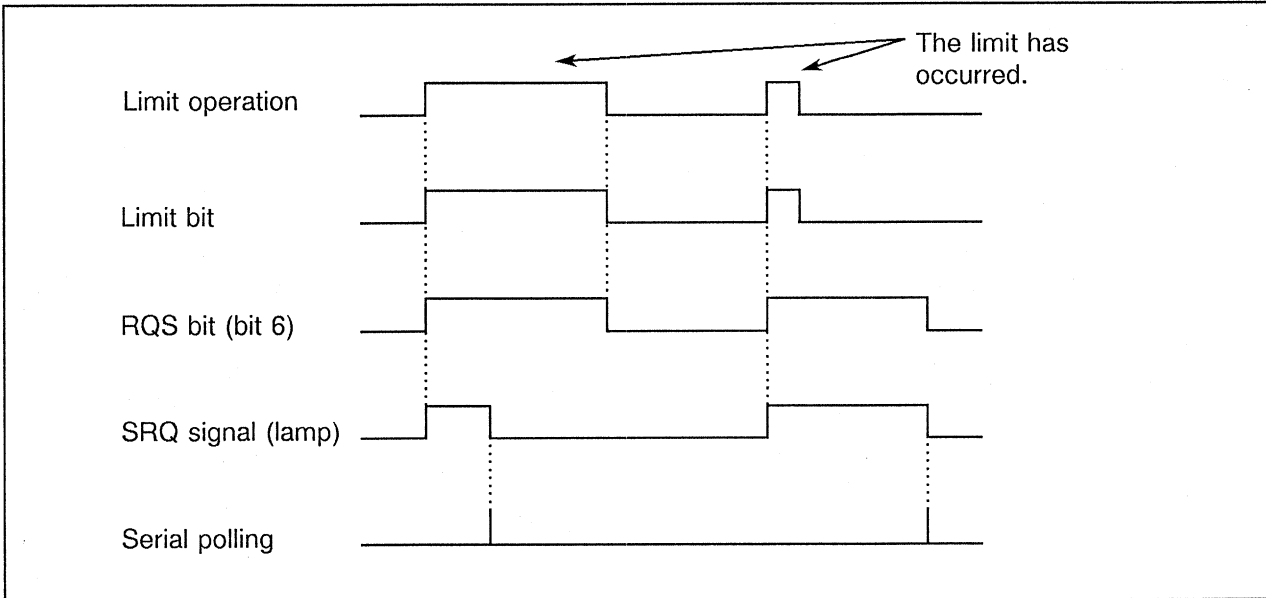 The limit has
occurred.
Limit operation
Limit bit
RQS bit (bit 6)
SRQ signal (lamp)
Serial polling